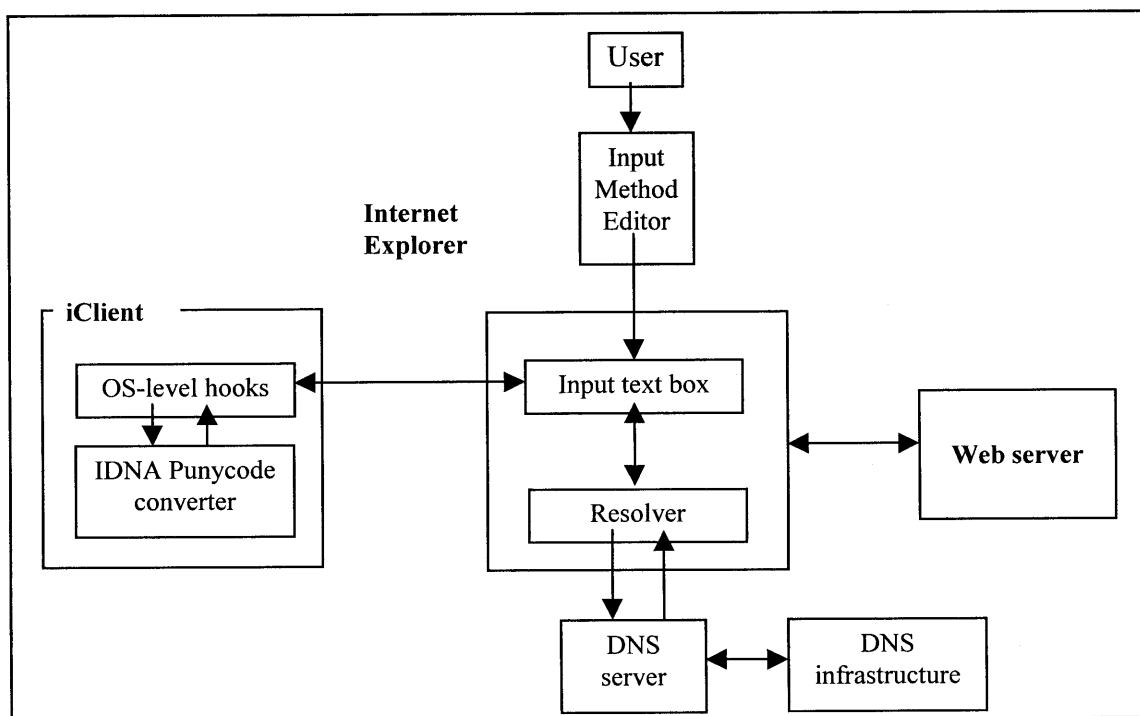 User
Input
Method
Editor
Internet
Explorer
iClient
OS-level hooks
IDNA Punycode
converter
Input text box
Resolver
Web server
DNS
server
DNS
infrastructure